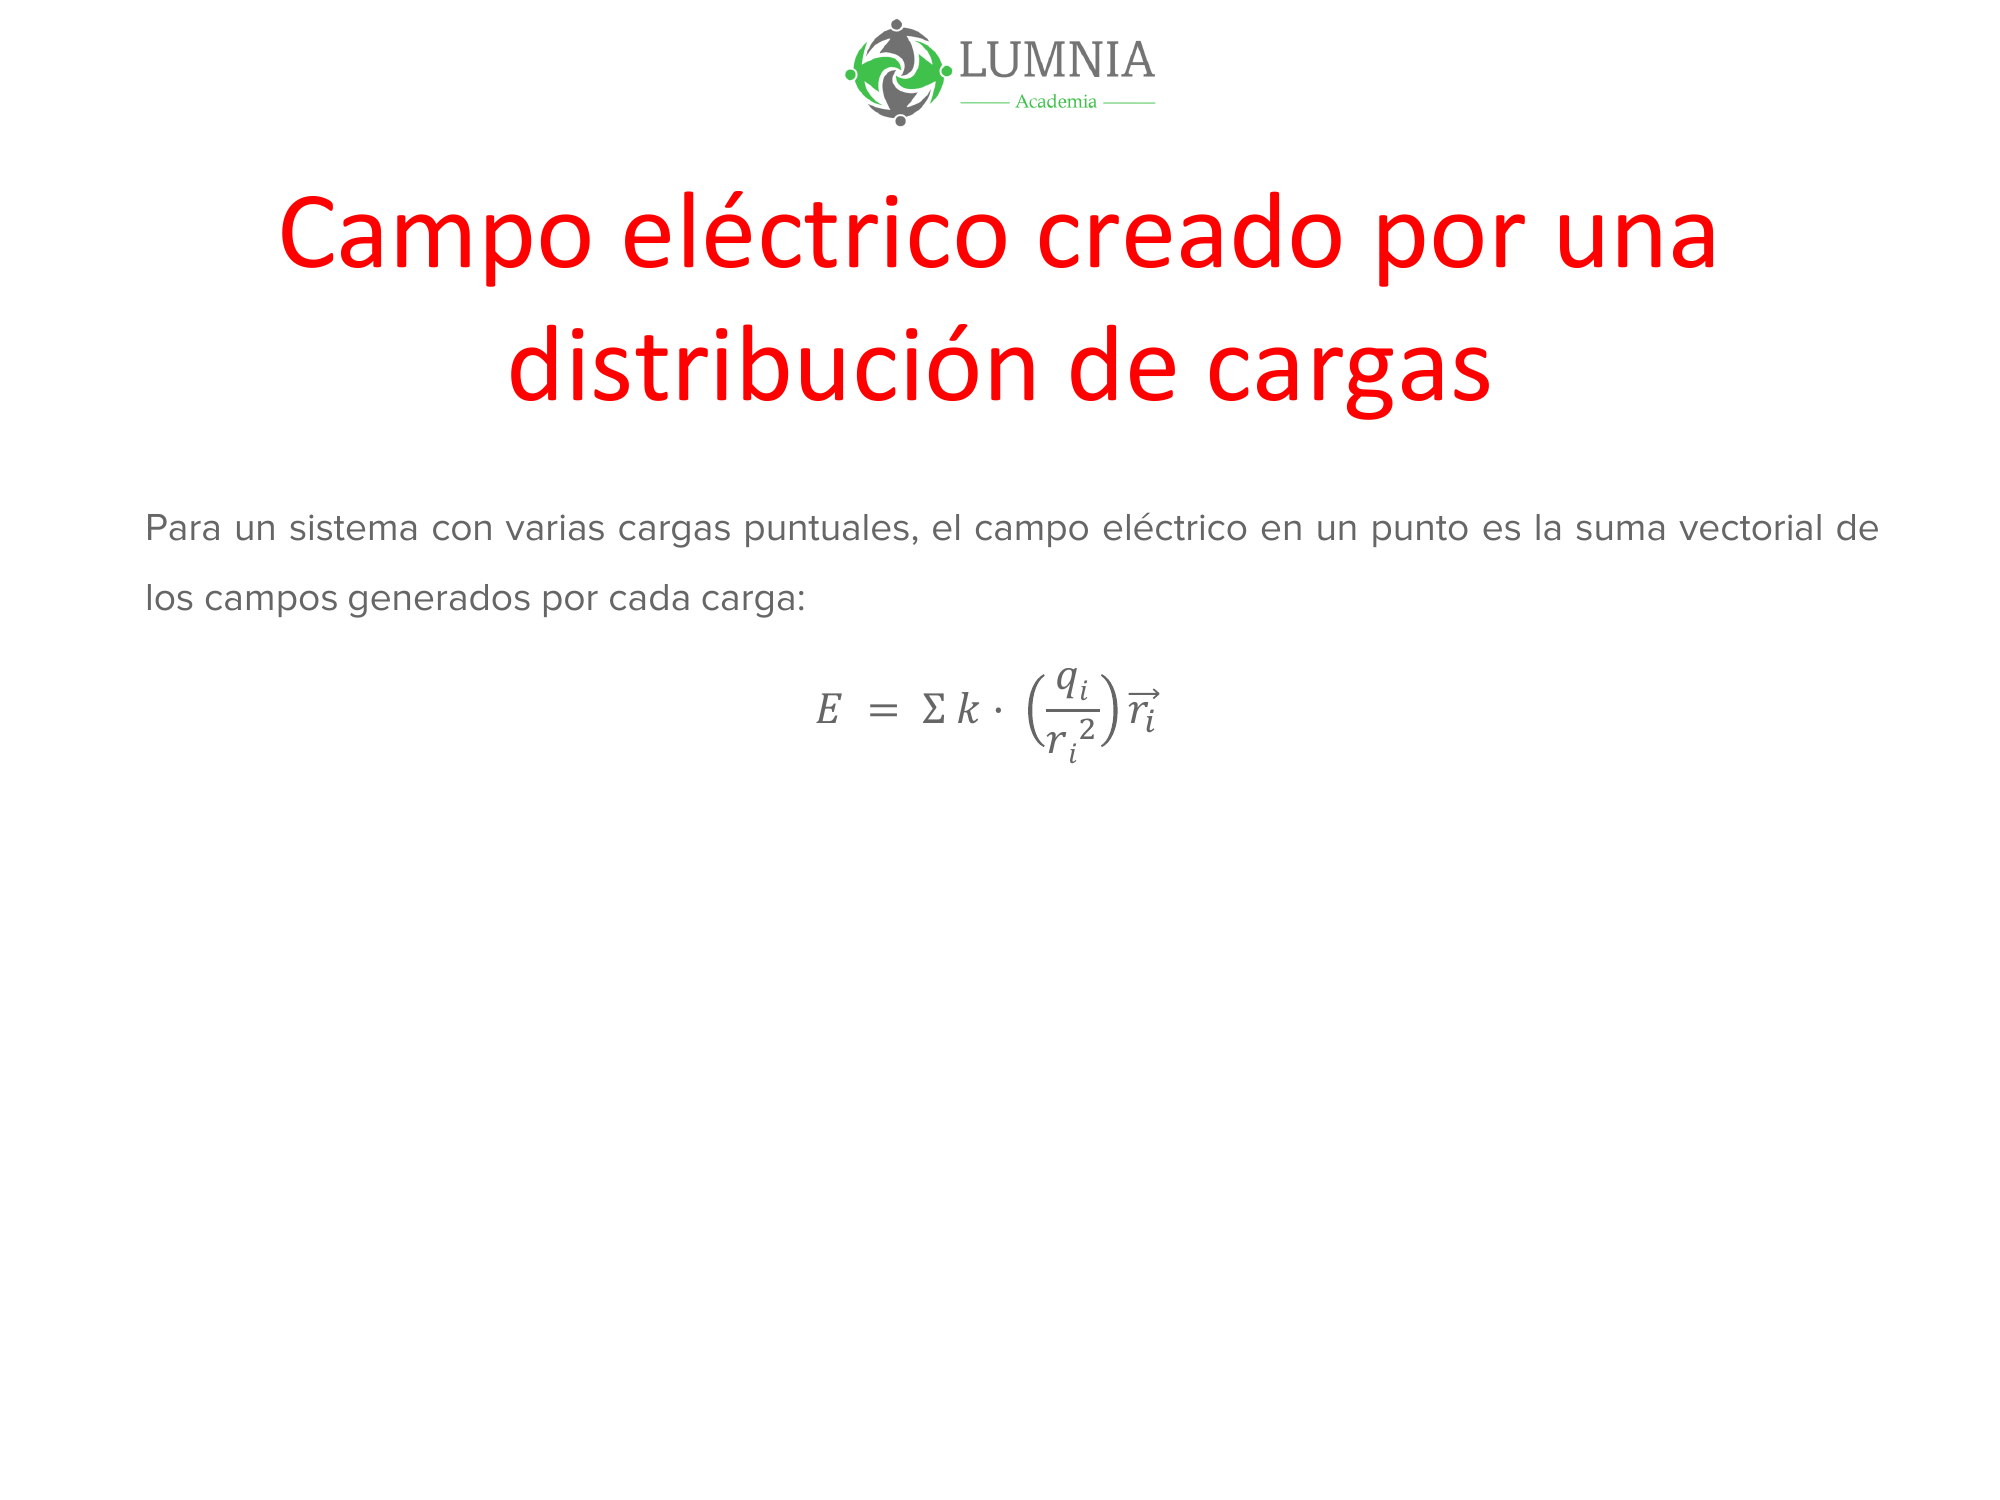 LUMNIA
Academia
Campo eléctrico creado por una
distribución de cargas
Para un sistema con varias cargas puntuales, el campo eléctrico en un punto es la suma vectorial de
los campos generados por cada carga:
$E = \Sigma\, k \cdot \left(\frac{q_i}{{r_i}^2}\right)\overrightarrow{r_i}$